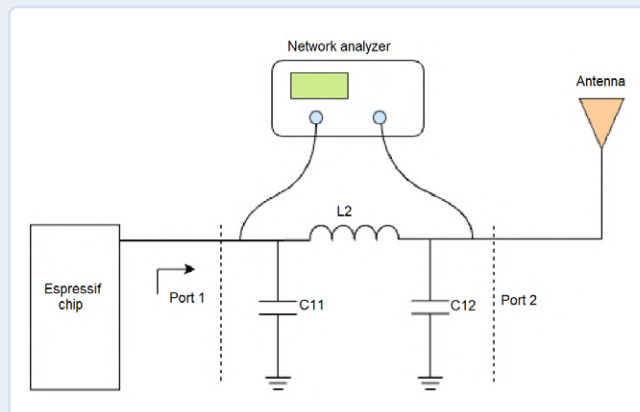 Network analyzer
Antenna
L2
Espressif
chip
Port 1
C11
C12
Port 2